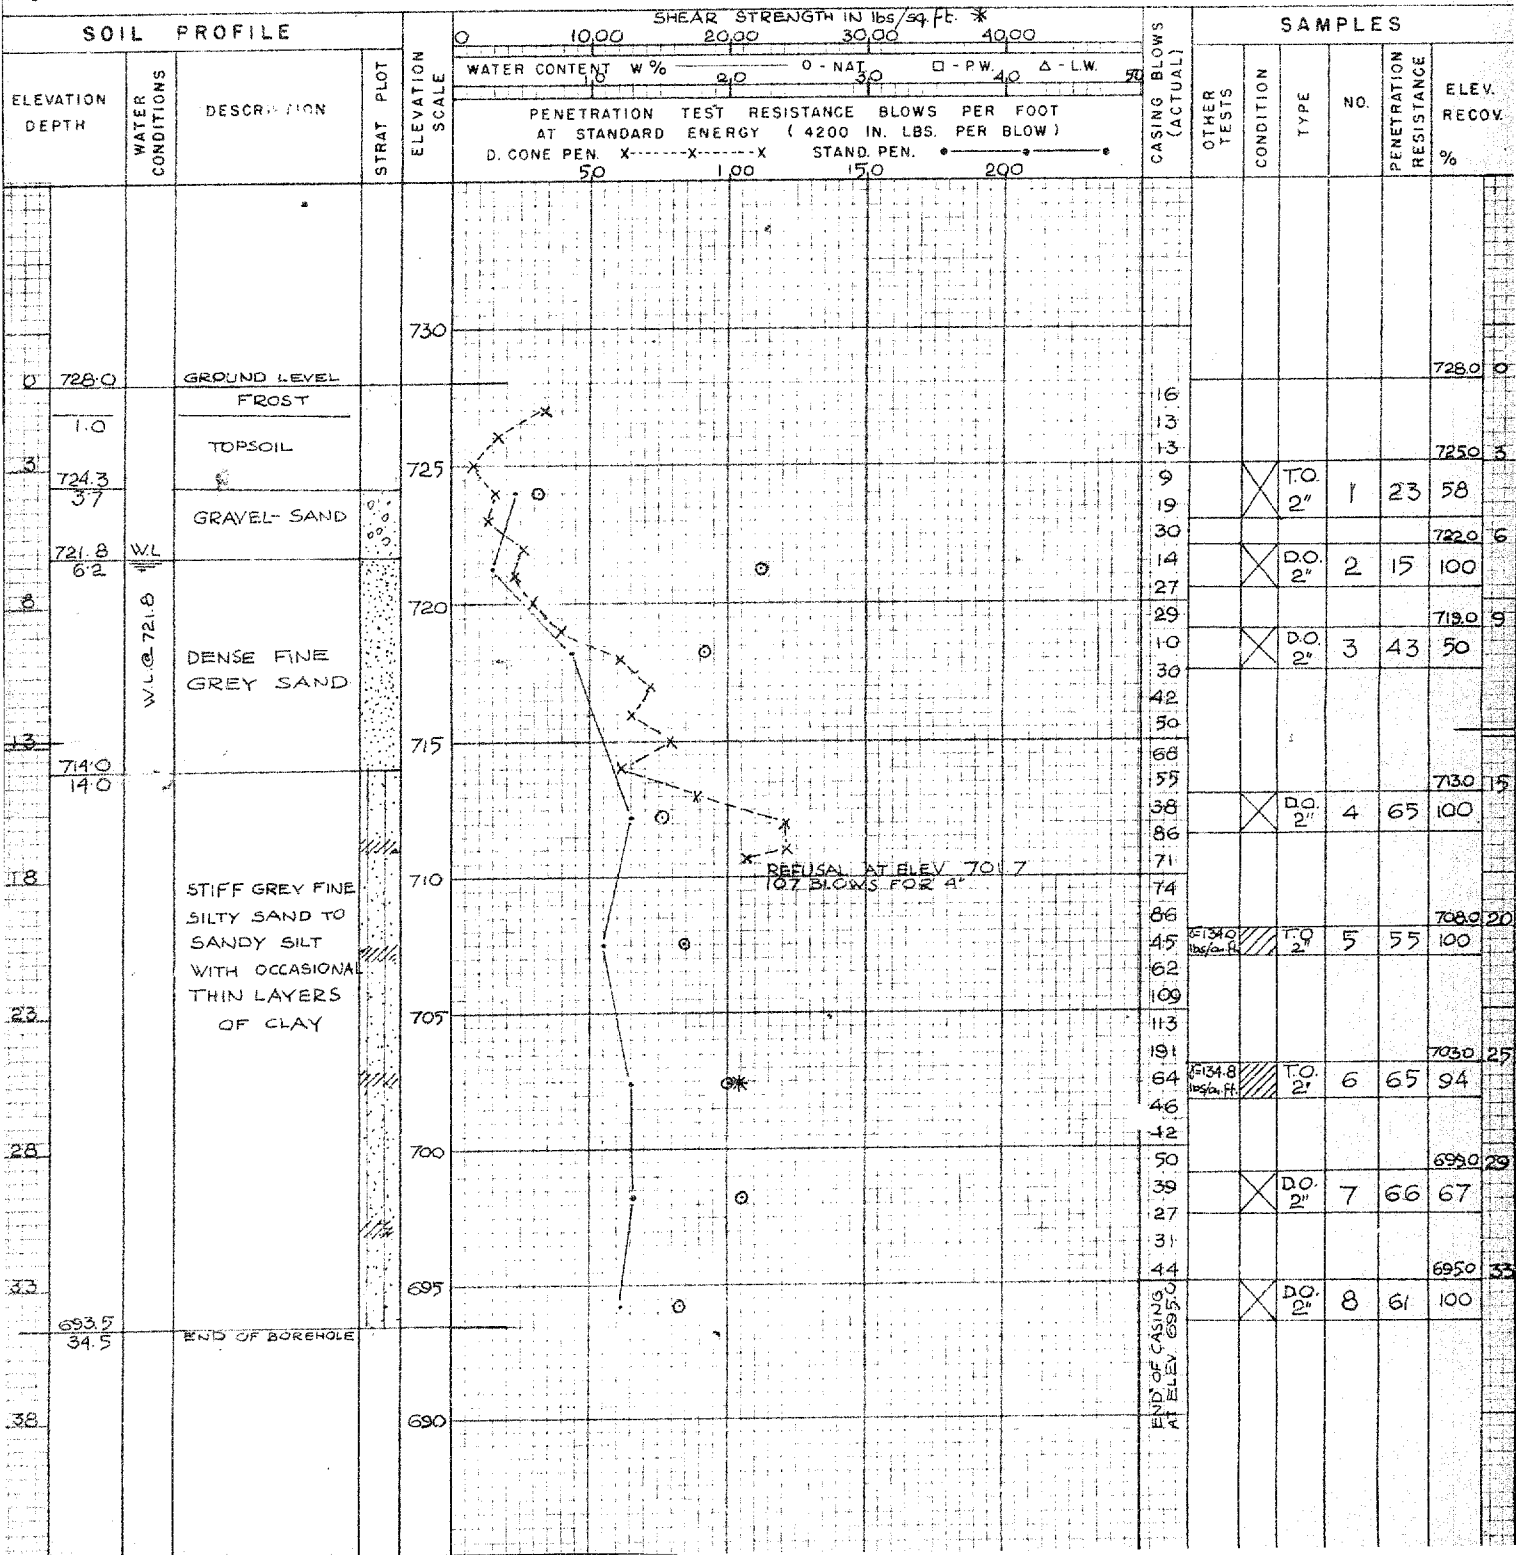 SOIL PROFILE
ELEVATION DEPTH
WATER CONDITIONS
STRAT PLOT
ELEVATION SCALE
SHEAR STRENGTH IN lbs/sq.ft. *
0 10,00 20,00 30,00 40,00
WATER CONTENT W % O - NAT. □ - P.W. △ - L.W.
10 20 30 40 50
PENETRATION TEST RESISTANCE BLOWS PER FOOT
AT STANDARD ENERGY ( 4200 IN. LBS. PER BLOW )
D. CONE PEN. X-------X-------X STAND. PEN.
50 100 150 200
CASING BLOWS (ACTUAL)
SAMPLES
OTHER TESTS
CONDITION
TYPE
NO.
PENETRATION RESISTANCE
ELEV.
RECOV.
%
0 728.0 GROUND LEVEL
FROST
1.0
TOPSOIL
3
724.3
3.7
GRAVEL-SAND
721.8 W.L.
6.2
8
W.L.@ 721.8
DENSE FINE
GREY SAND
13
714.0
14.0
18
STIFF GREY FINE
SILTY SAND TO
SANDY SILT
WITH OCCASIONAL
THIN LAYERS
OF CLAY
23
28
33
693.5
34.5
END OF BOREHOLE
38
730
725
720
715
710
705
700
695
690
REFUSAL AT ELEV 701.7
107 BLOWS FOR 4"
16
13
13
9
19
30
14
27
29
10
30
42
50
68
55
38
86
71
74
86
45
62
109
113
191
64
46
42
50
39
27
31
44
END OF CASING
AT ELEV 695.0
728.0 0
725.0 3
T.O. 2" 1 23 58
722.0 6
D.O. 2" 2 15 100
719.0 9
D.O. 2" 3 43 50
713.0 15
D.O. 2" 4 65 100
708.0 20
T.O. 2" 5 55 100
703.0 25
γ=134.8 lbs/cu.ft. T.O. 2" 6 65 94
699.0 29
D.O. 2" 7 66 67
695.0 33
D.O. 2" 8 61 100